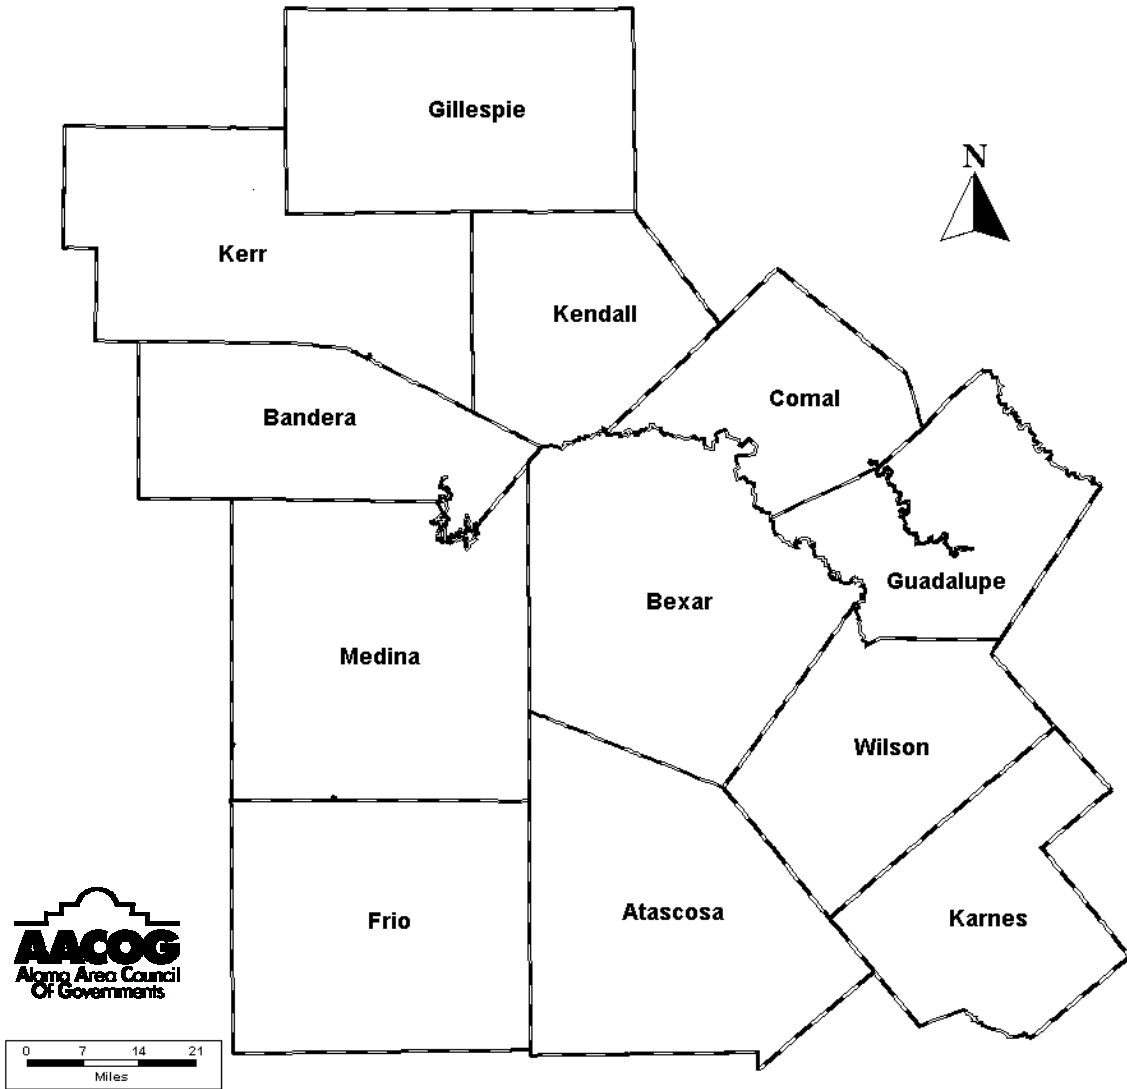 Gillespie
N
Kerr
Kendall
Comal
Bandera
Guadalupe
Bexar
Medina
Wilson
Atascosa
Karnes
Frio
AACOG
Alamo Area Council
Of Governments
0 7 14 21
Miles